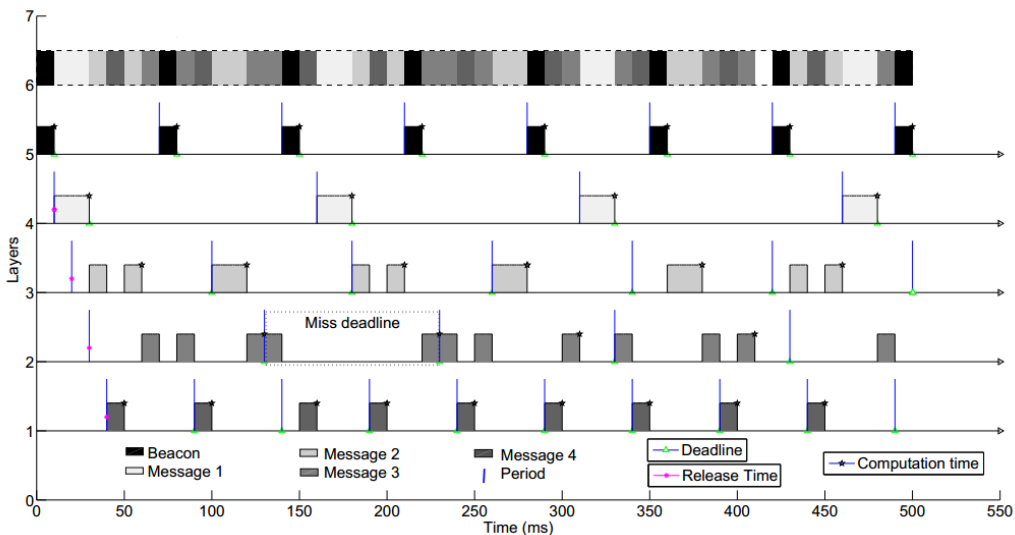 7
6
5
4
3
2
1
0
Layers
Miss deadline
Beacon
Message 1
Message 2
Message 3
Message 4
Period
Deadline
Release Time
Computation time
0 50 100 150 200 250 300 350 400 450 500 550
Time (ms)